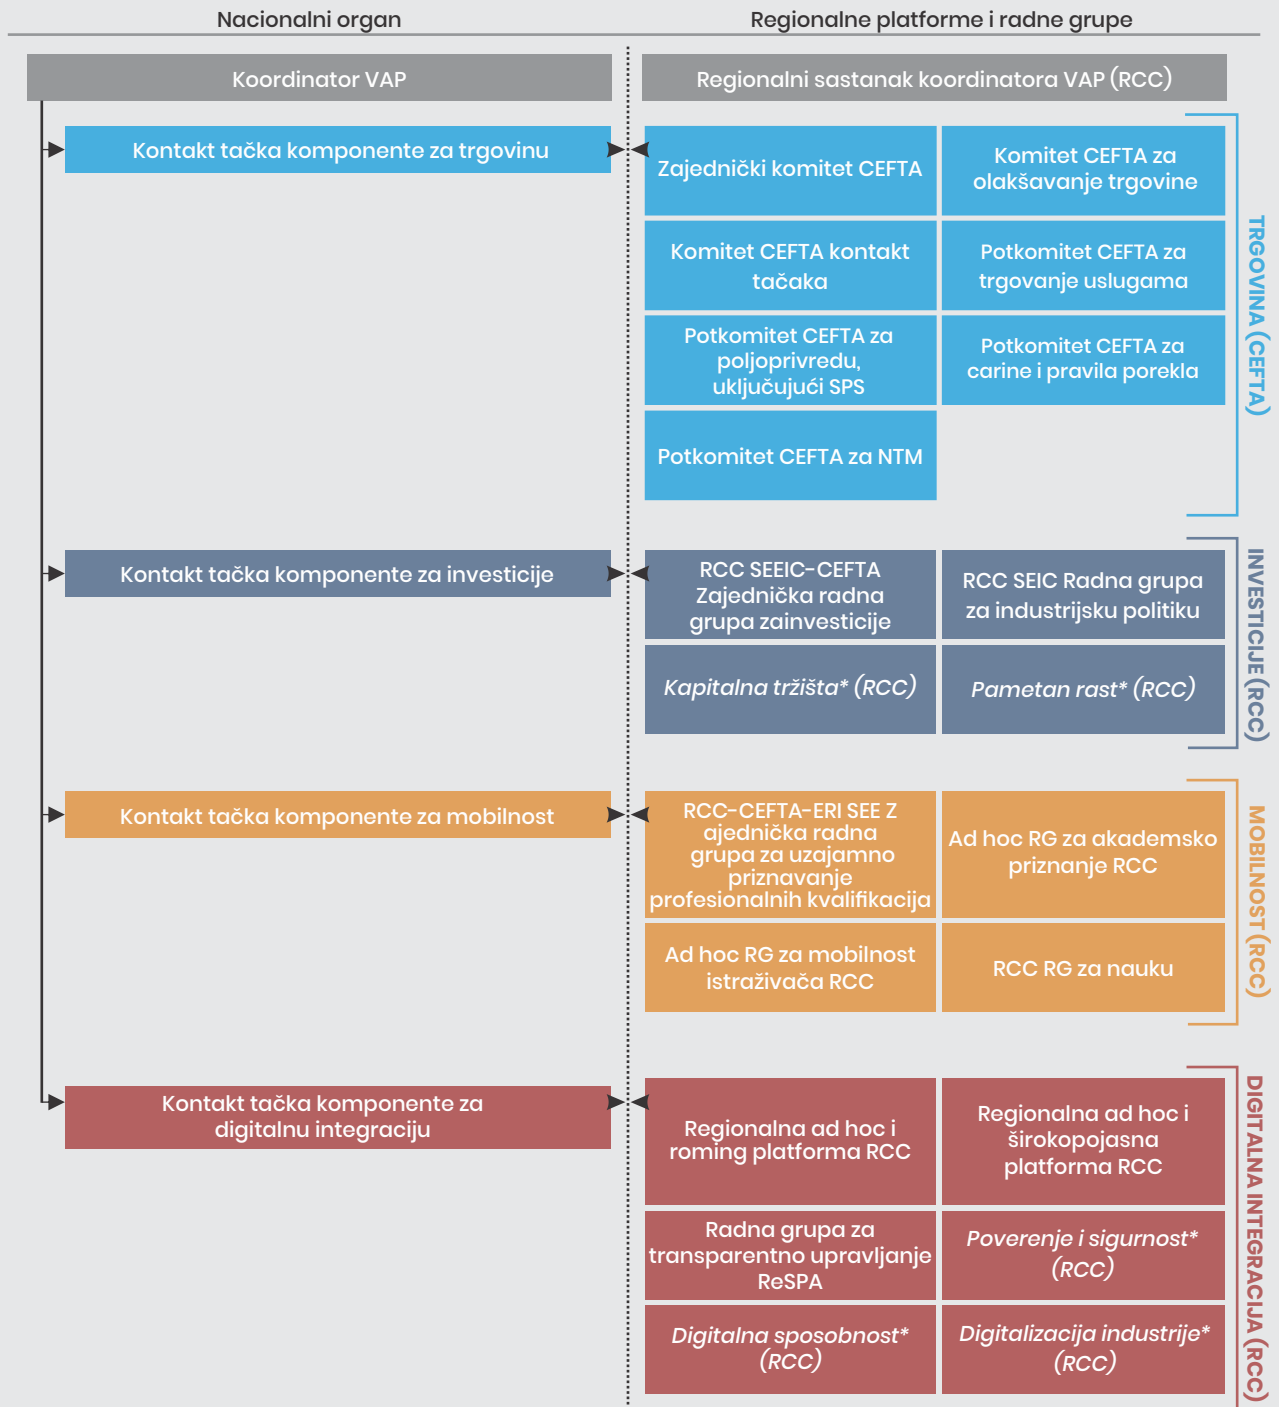 Nacionalni organ
Regionalne platforme i radne grupe
Koordinator VAP
Regionalni sastanak koordinatora VAP (RCC)
Kontakt tačka komponente za trgovinu
Zajednički komitet CEFTA
Komitet CEFTA za
olakšavanje trgovine
Komitet CEFTA kontakt
tačaka
Potkomitet CEFTA za
trgovanje uslugama
Potkomitet CEFTA za
poljoprivredu,
uključujući SPS
Potkomitet CEFTA za
carine i pravila porekla
Potkomitet CEFTA za NTM
TRGOVINA (CEFTA)
Kontakt tačka komponente za investicije
RCC SEEIC-CEFTA
Zajednička radna
grupa zainvesticije
RCC SEIC Radna grupa
za industrijsku politiku
Kapitalna tržišta* (RCC)
Pametan rast* (RCC)
INVESTICIJE (RCC)
Kontakt tačka komponente za mobilnost
RCC-CEFTA-ERI SEE Z
ajednička radna
grupa za uzajamno
priznavanje
profesionalnih kvalifikacija
Ad hoc RG za akademsko
priznanje RCC
Ad hoc RG za mobilnost
istraživača RCC
RCC RG za nauku
MOBILNOST (RCC)
Kontakt tačka komponente za
digitalnu integraciju
Regionalna ad hoc i
roming platforma RCC
Regionalna ad hoc i
širokopojasna
platforma RCC
Radna grupa za
transparentno upravljanje
ReSPA
Poverenje i sigurnost*
(RCC)
Digitalna sposobnost*
(RCC)
Digitalizacija industrije*
(RCC)
DIGITALNA INTEGRACIJA (RCC)